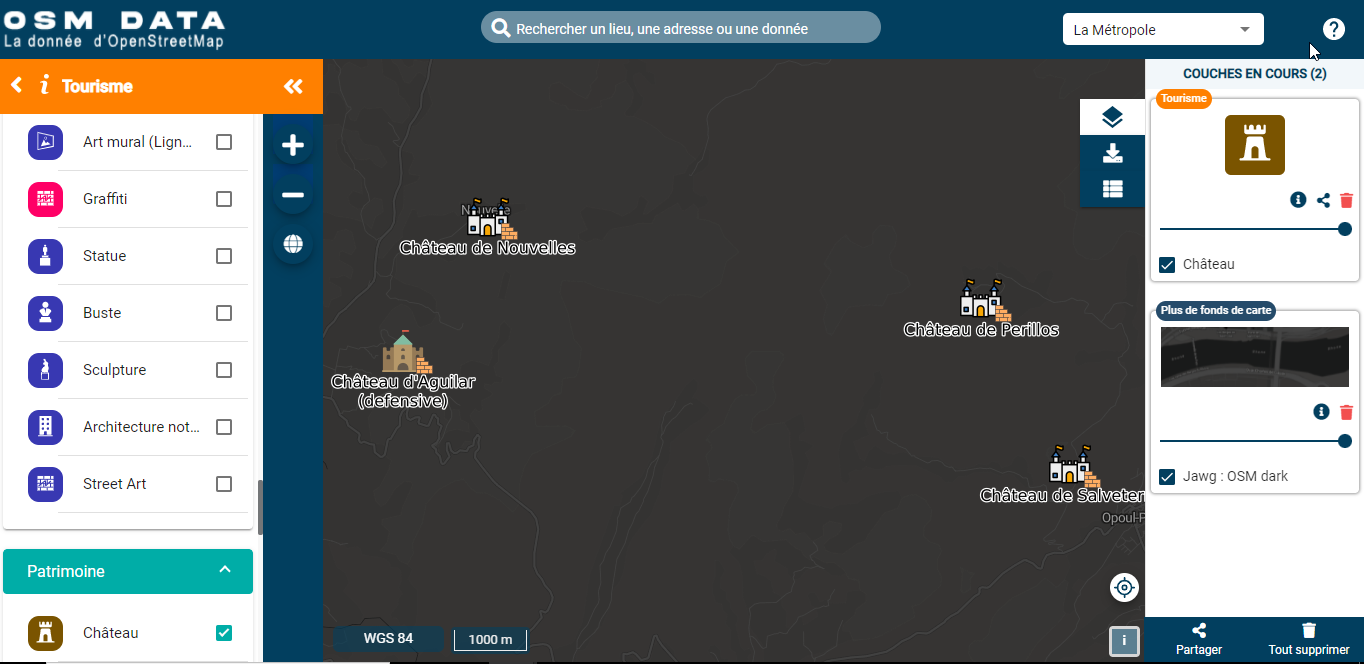 OSM DATA
La donnée d'OpenStreetMap
Rechercher un lieu, une adresse ou une donnée
La Métropole
?
i Tourisme
Art mural (Lign...
Graffiti
Statue
Buste
Sculpture
Architecture not...
Street Art
Patrimoine
Château
Nouvelle
Château de Nouvelles
Château de Perillos
Château d'Aguilar
(defensive)
Château de Salveter
Opoul-P
WGS 84
1000 m
i
COUCHES EN COURS (2)
Tourisme
Château
Plus de fonds de carte
Jawg : OSM dark
Partager
Tout supprimer